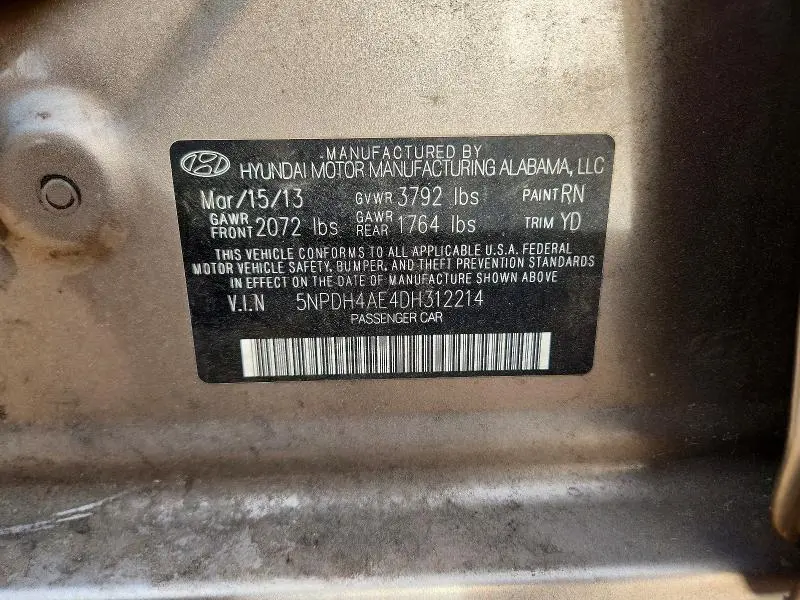 MANUFACTURED BY
HYUNDAI MOTOR MANUFACTURING ALABAMA, LLC
Mar/15/13 GVWR 3792 lbs PAINT RN
GAWR FRONT 2072 lbs GAWR REAR 1764 lbs TRIM YD
THIS VEHICLE CONFORMS TO ALL APPLICABLE U.S.A. FEDERAL
MOTOR VEHICLE SAFETY, BUMPER, AND THEFT PREVENTION STANDARDS
IN EFFECT ON THE DATE OF MANUFACTURE SHOWN ABOVE
V.I.N 5NPDH4AE4DH312214
PASSENGER CAR